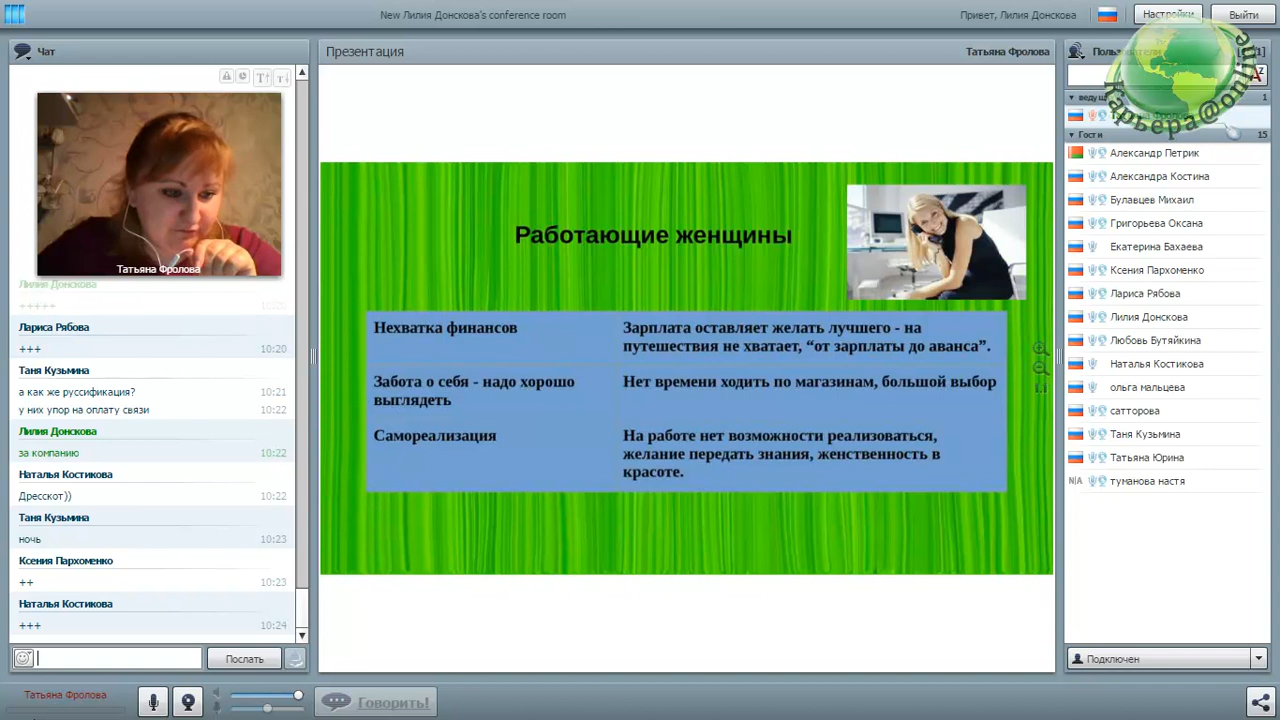 New Лилия Донскова's conference room
Привет, Лилия Донскова
Настройки
Выйти
Чат
Татьяна Фролова
Лилия Донскова
+++++
Лариса Рябова
+++ 10:20
Таня Кузьмина
а как же руссификация? 10:21
у них упор на оплату связи 10:22
Лилия Донскова
за компанию 10:22
Наталья Костикова
Дресскот)) 10:22
Таня Кузьмина
ночь 10:23
Ксения Пархоменко
++ 10:23
Наталья Костикова
+++ 10:24
Послать
Татьяна Фролова
Говорить!
Презентация
Татьяна Фролова
Работающие женщины
Нехватка финансов
Зарплата оставляет желать лучшего - на
путешествия не хватает, “от зарплаты до аванса”.
Забота о себя - надо хорошо
выглядеть
Нет времени ходить по магазинам, большой выбор
Самореализация
На работе нет возможности реализоваться,
желание передать знания, женственность в
красоте.
1:1
Карьера@online
ведущ 1
Гости 15
Александр Петрик
Александра Костина
Булавцев Михаил
Григорьева Оксана
Екатерина Бахаева
Ксения Пархоменко
Лариса Рябова
Лилия Донскова
Любовь Бутяйкина
Наталья Костикова
ольга мальцева
сатторова
Таня Кузьмина
Татьяна Юрина
N/A туманова настя
Подключен